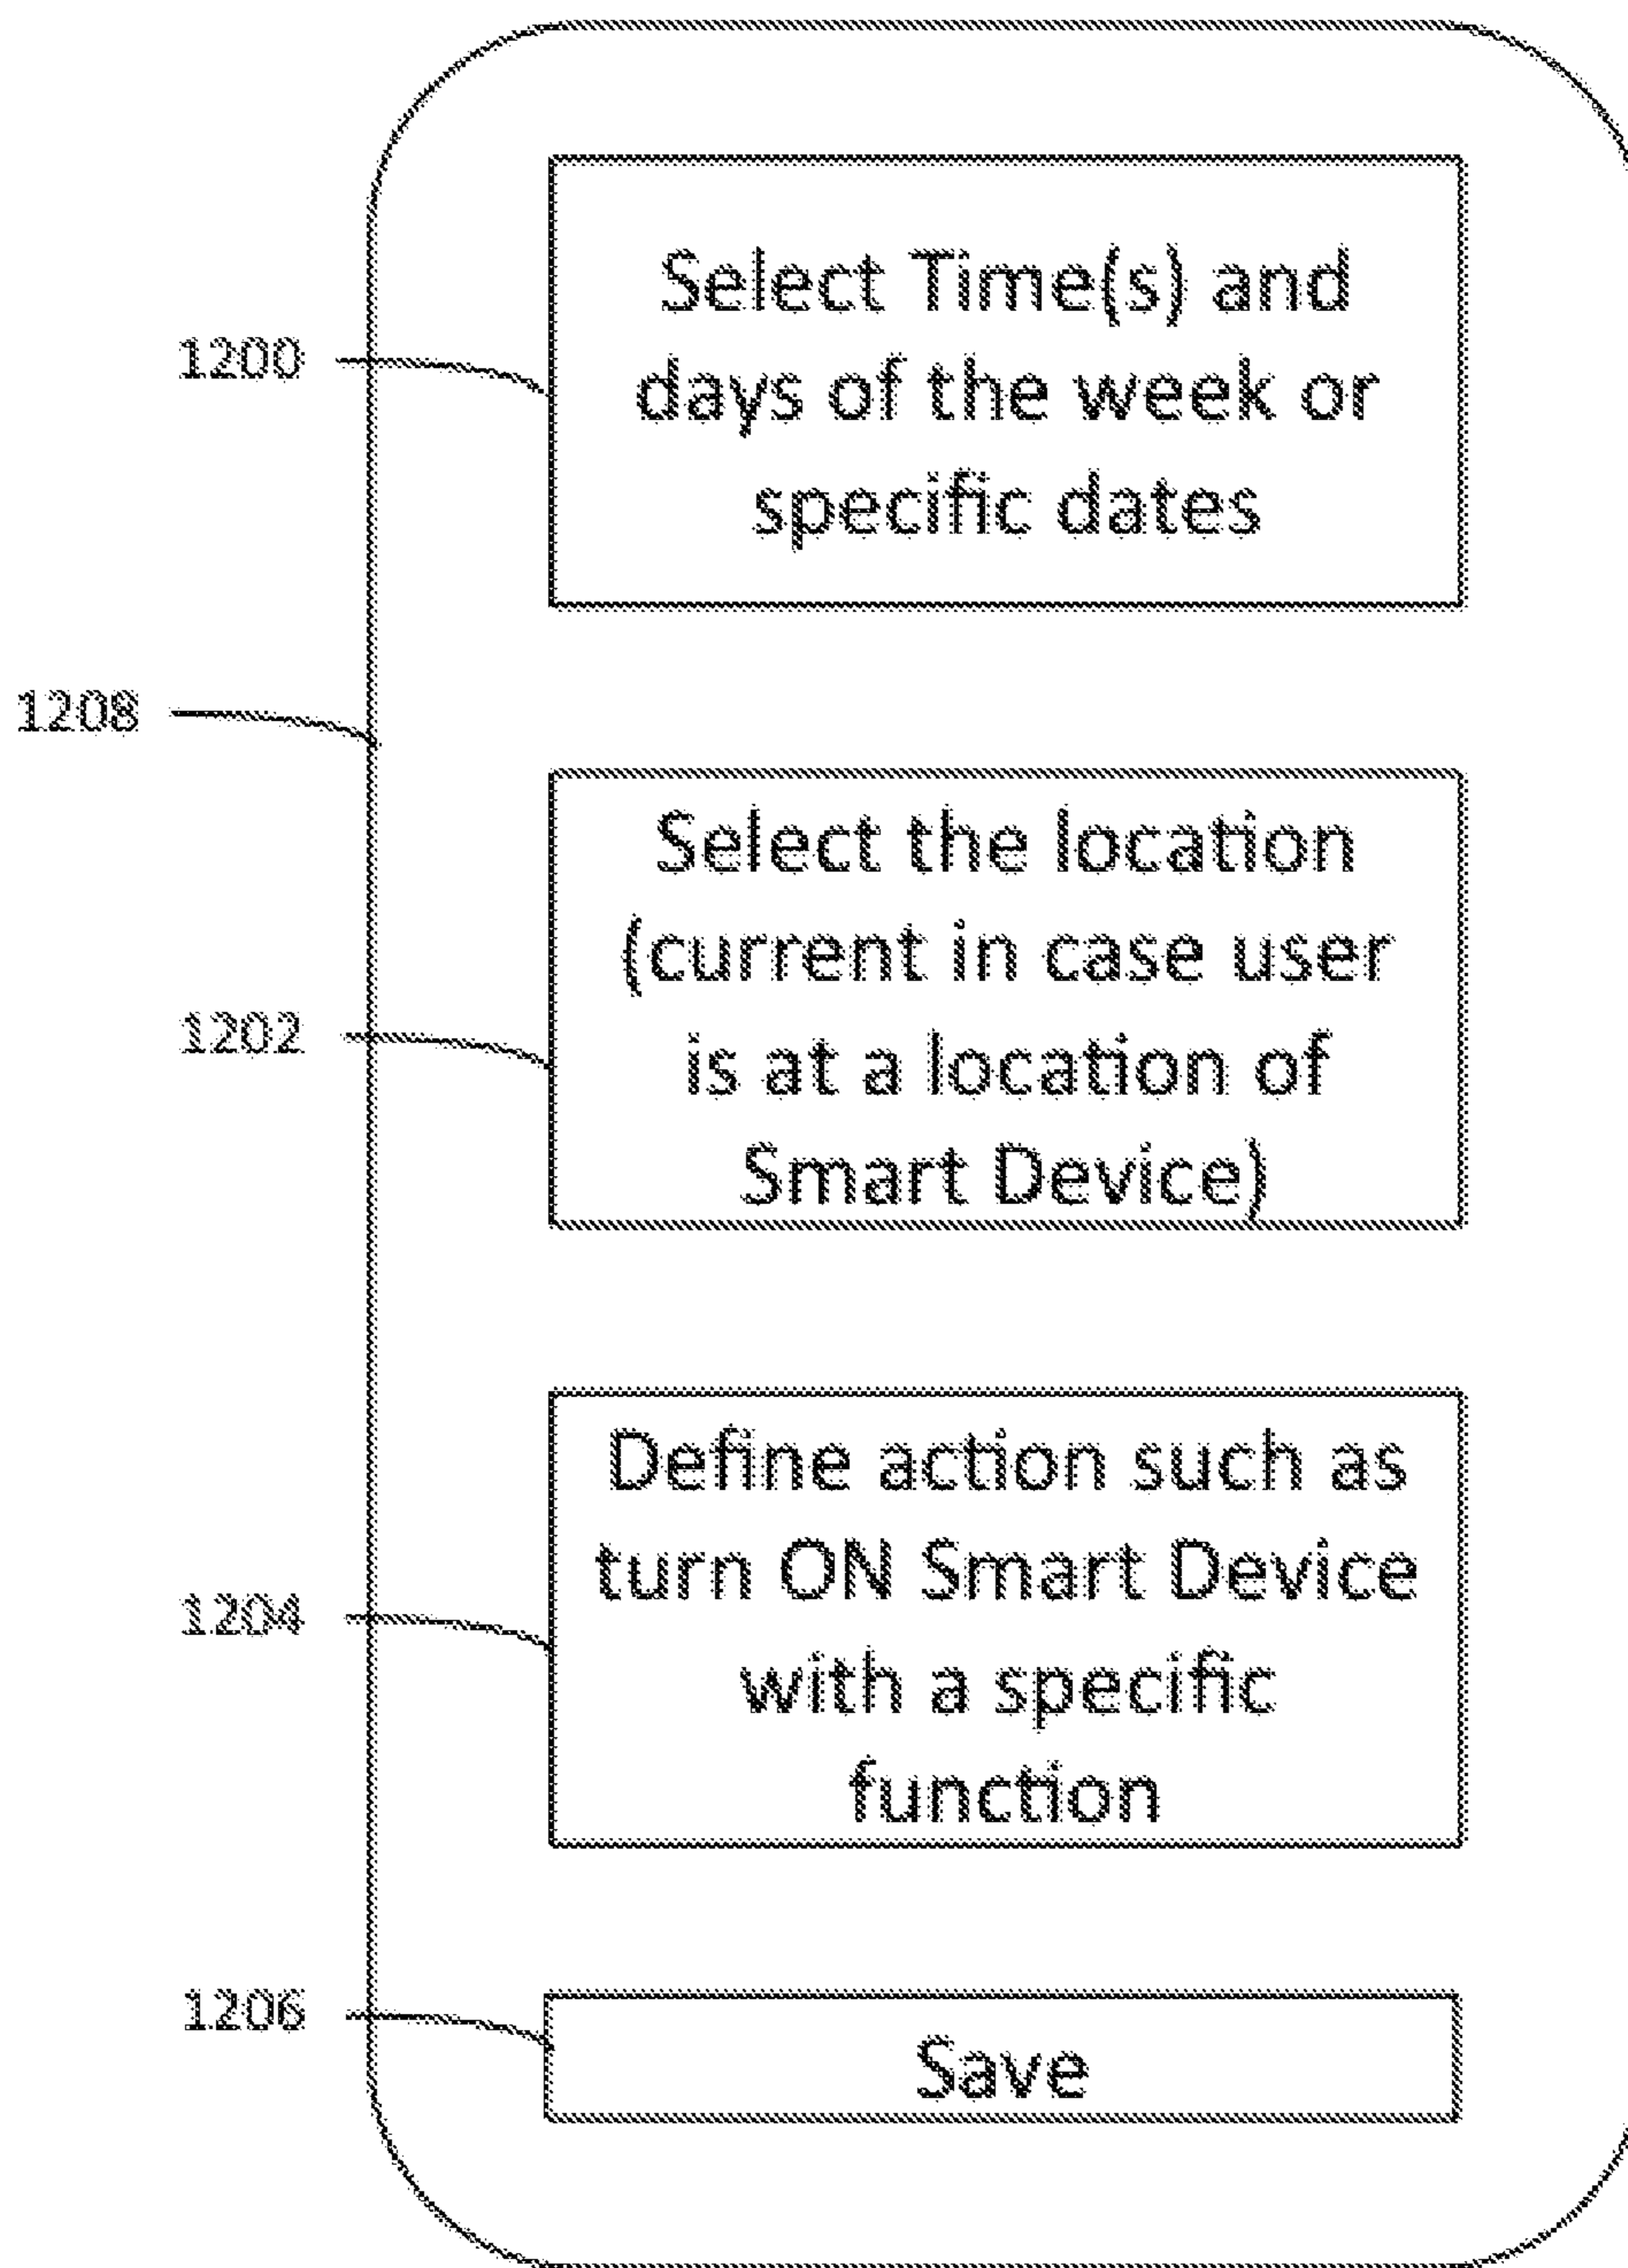 Select Time(s) and
days of the week or
specific dates
1200
1208
Select the location
(current in case user
is at a location of
Smart Device)
1202
Define action such as
turn ON Smart Device
with a specific
function
1204
1206
Save